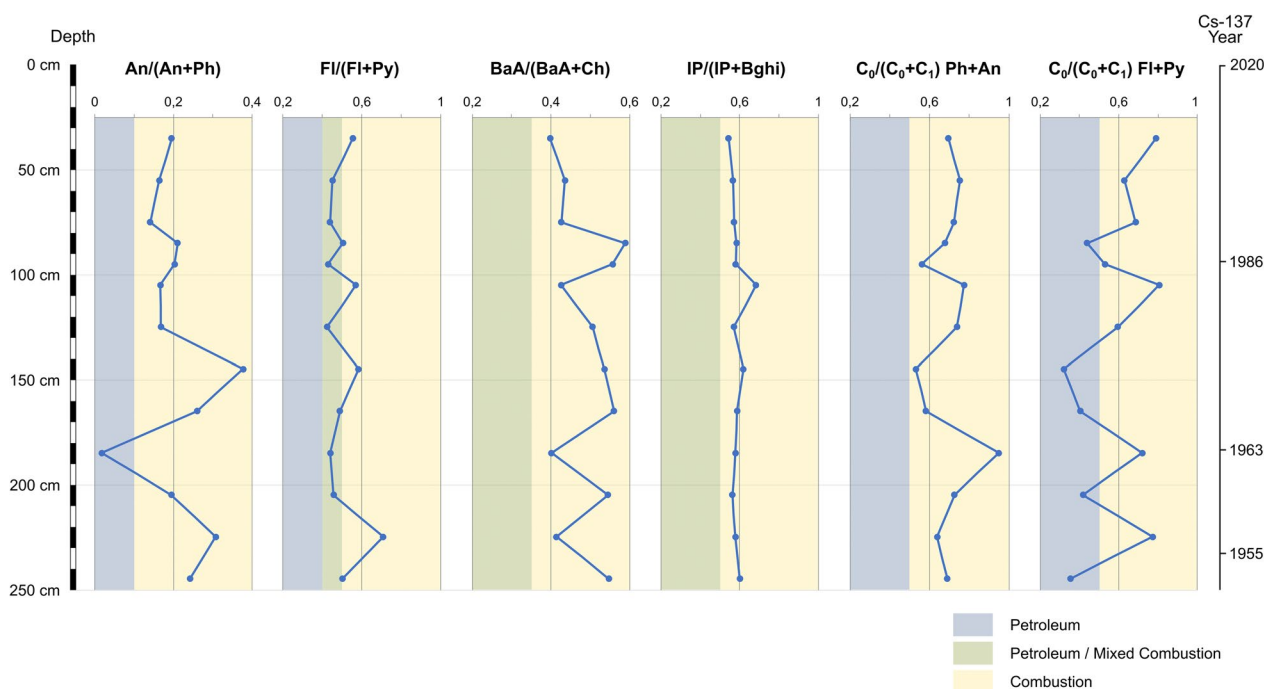 Cs-137
Depth Year
0 cm An/(An+Ph) Fl/(Fl+Py) BaA/(BaA+Ch) IP/(IP+Bghi) C₀/(C₀+C₁) Ph+An C₀/(C₀+C₁) Fl+Py 2020
0 0,2 0,4 0,2 0,6 1 0,2 0,4 0,6 0,2 0,6 1 0,2 0,6 1 0,2 0,6 1
50 cm
100 cm 1986
150 cm
1963
200 cm
1955
250 cm
Petroleum
Petroleum / Mixed Combustion
Combustion